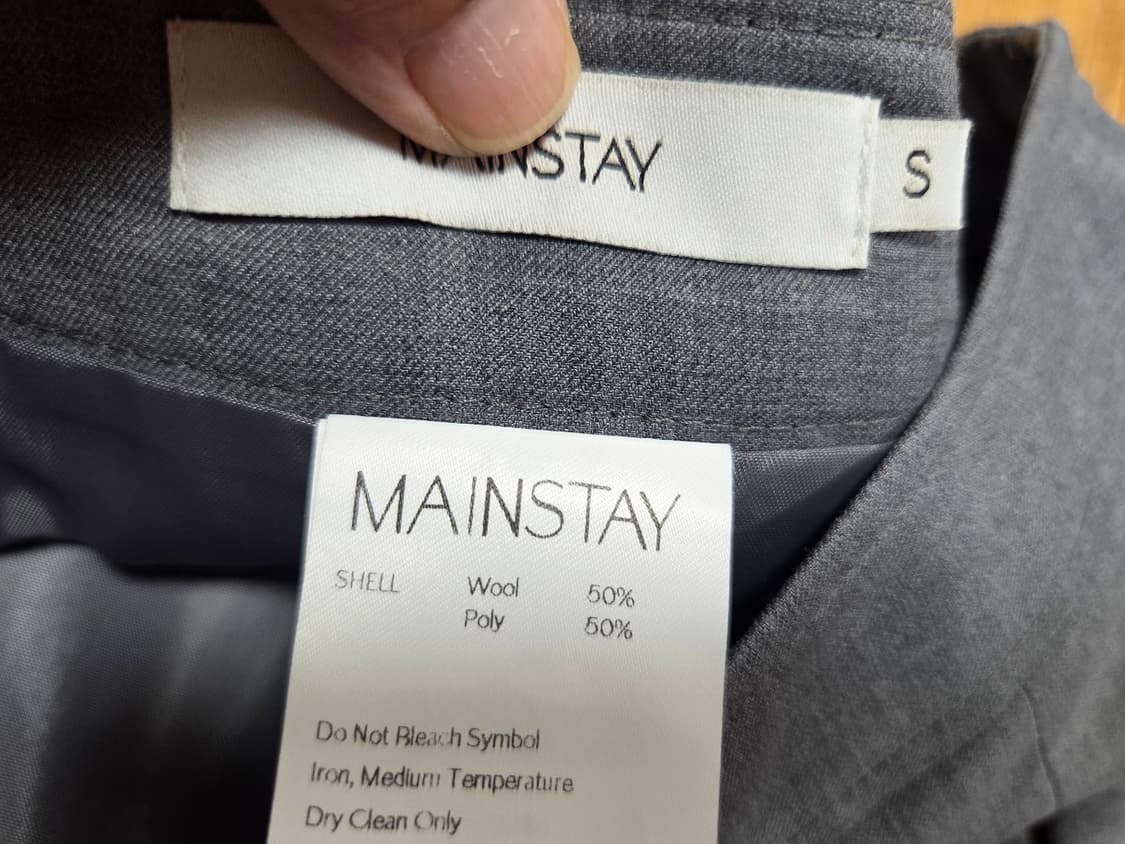 MAINSTAY
S
MAINSTAY
SHELL Wool 50%
Poly 50%
Do Not Bleach Symbol
Iron, Medium Temperature
Dry Clean Only